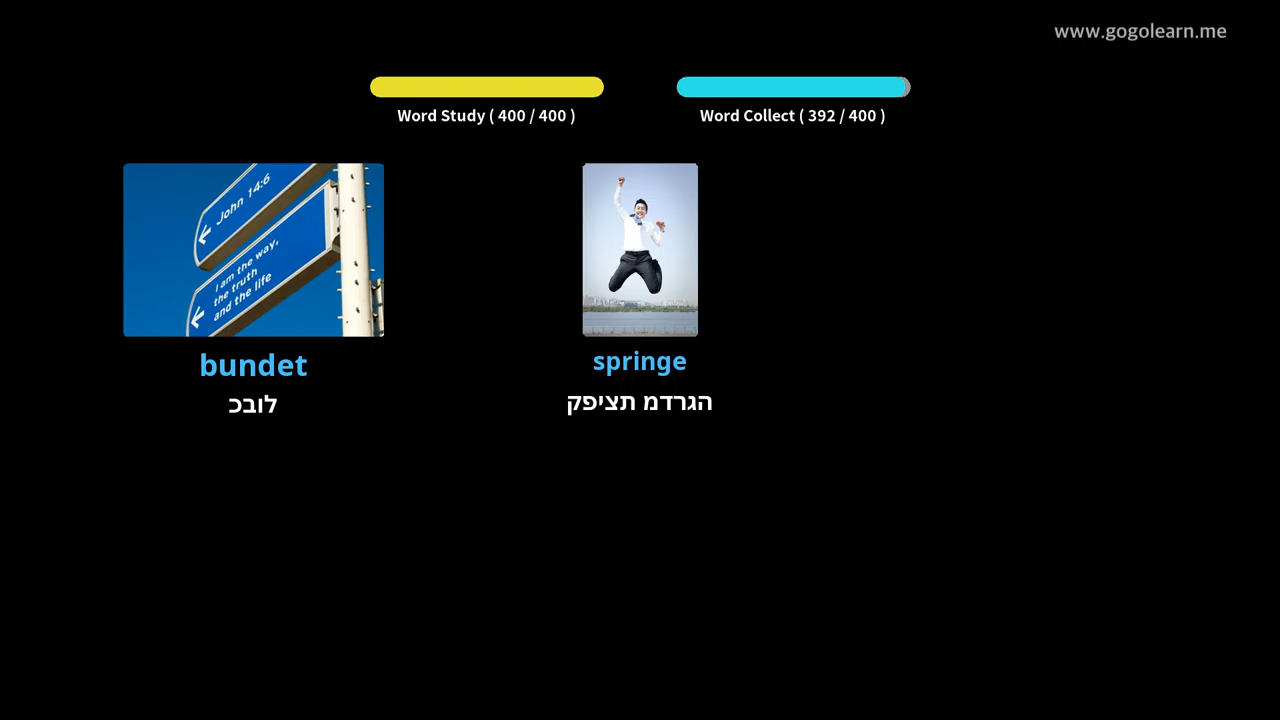 www.gogolearn.me
Word Study ( 400 / 400 )
Word Collect ( 392 / 400 )
John 14:6
I am the way,
the truth
and the life
bundet
לובכ
springe
הגרדמ תציפק